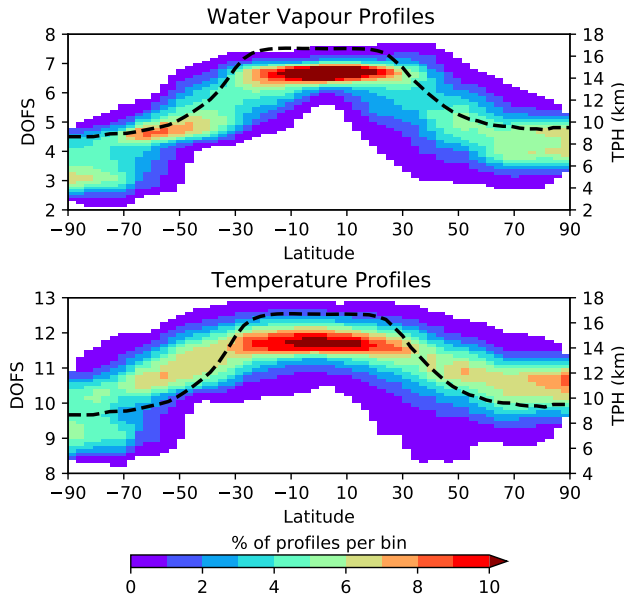 Water Vapour Profiles
8
7
6
5
4
3
2
DOFS
18
16
14
12
10
8
6
4
2
TPH (km)
−90 −70 −50 −30 −10 10 30 50 70 90
Latitude
Temperature Profiles
13
12
11
10
9
8
DOFS
18
16
14
12
10
8
6
4
TPH (km)
−90 −70 −50 −30 −10 10 30 50 70 90
Latitude
% of profiles per bin
0 2 4 6 8 10